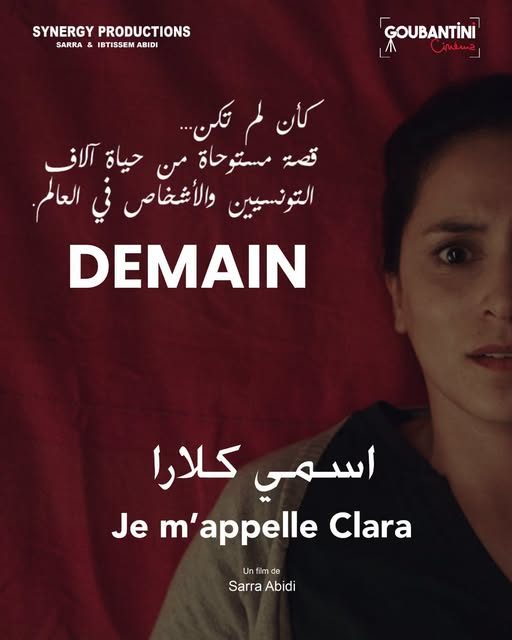 SYNERGY PRODUCTIONS
SARRA & IBTISSEM ABIDI
GOUBANTINI
Cinéma
كأن لم تكن...
قصة مستوحاة من حياة آلاف
التونسيين والأشخاص في العالم.
DEMAIN
اسمي كلارا
Je m'appelle Clara
Un film de
Sarra Abidi